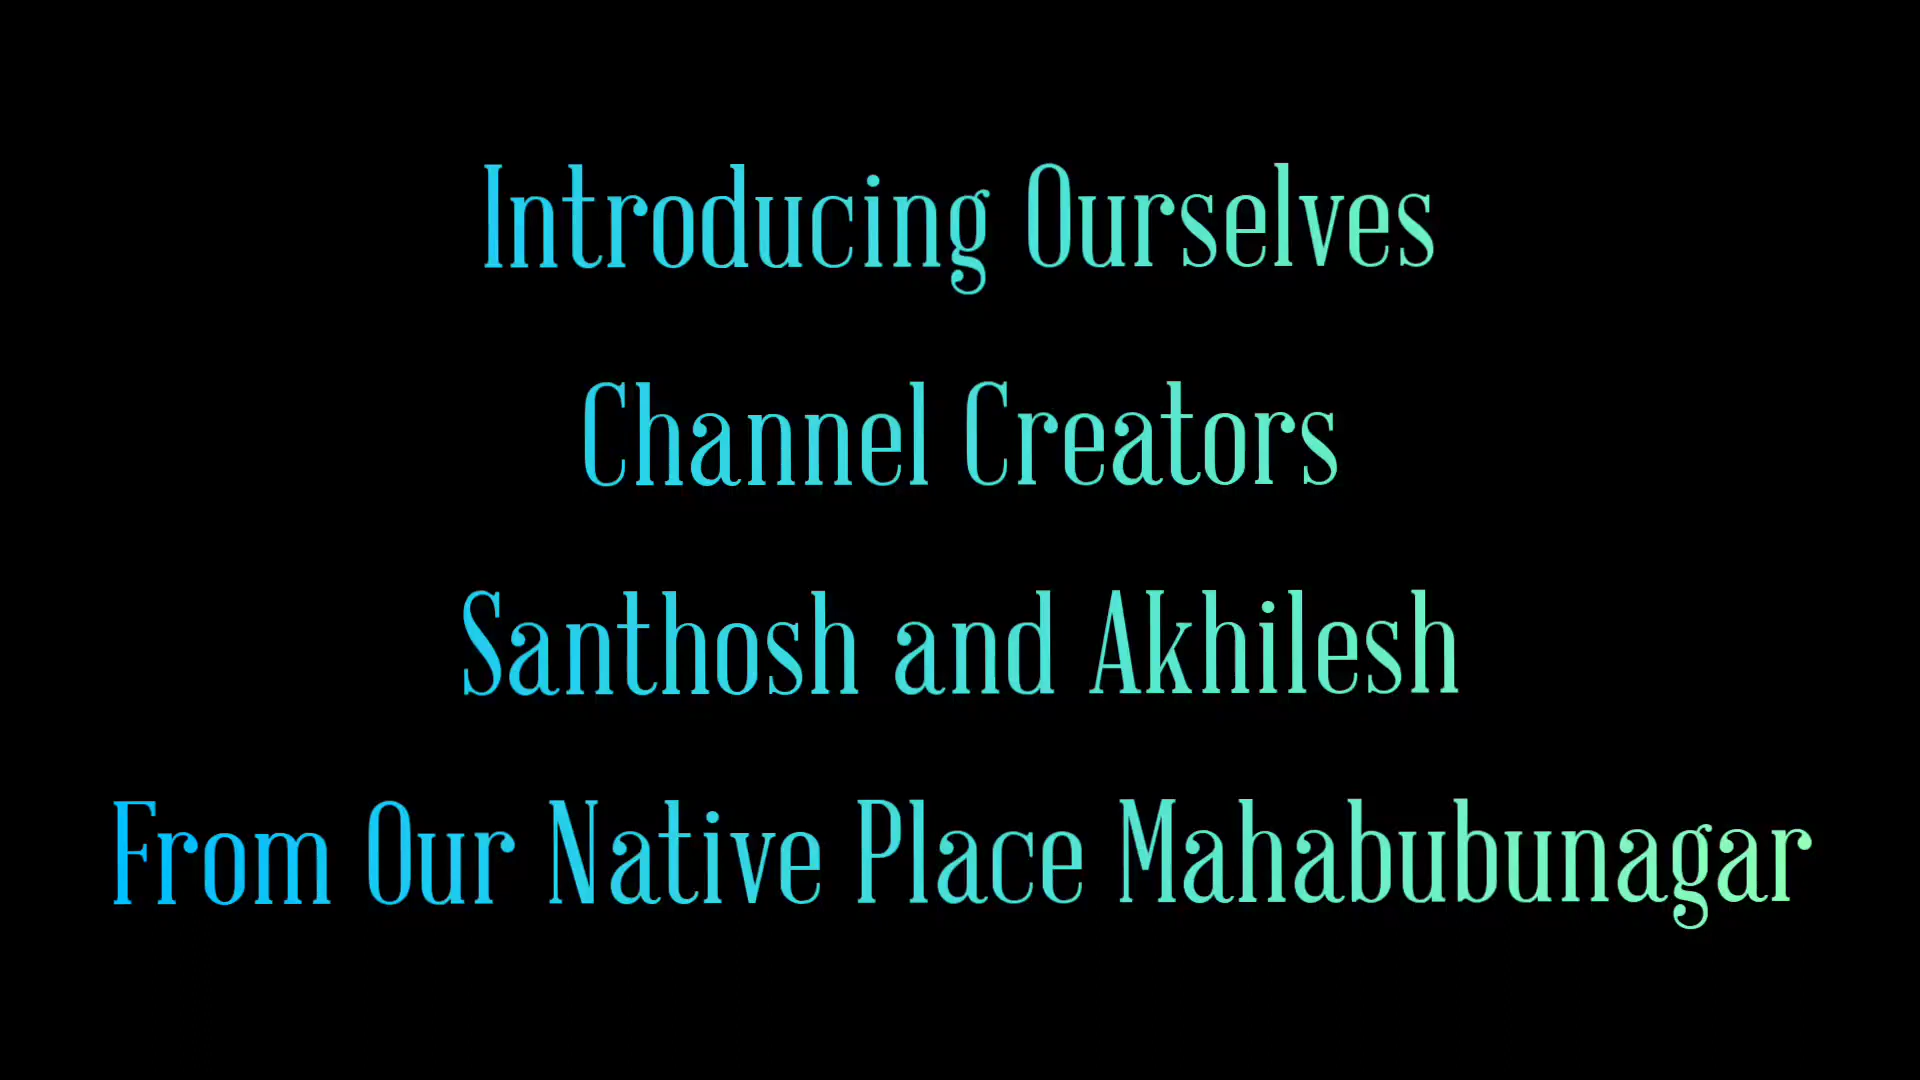 Introducing Ourselves
Channel Creators
Santhosh and Akhilesh
From Our Native Place Mahabubunagar